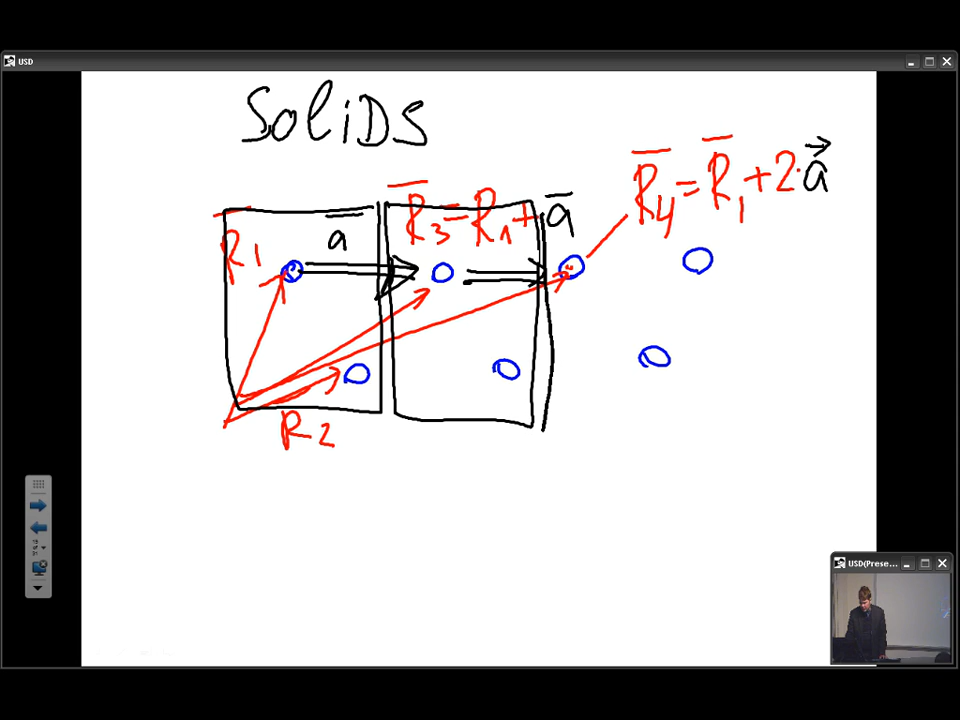 USD
SOLiDS
R̅4 = R̅1 + 2·a⃗
R̅1
a̅
R̅3 = R1 + a̅
R2
USD(Prese...